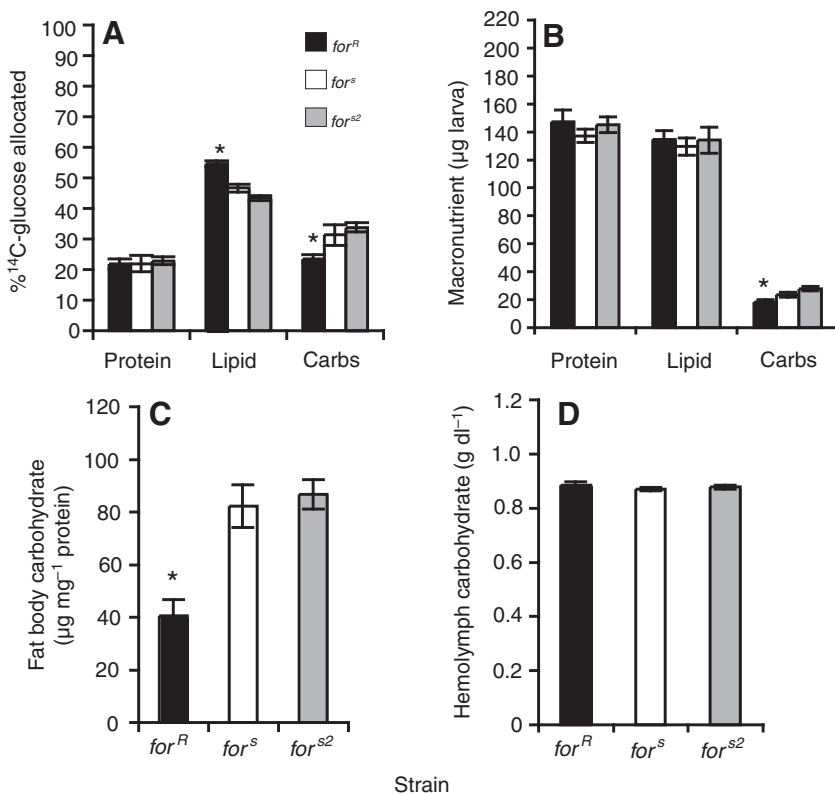 A
%¹⁴C-glucose allocated
100
90
80
70
60
50
40
30
20
10
0
for^R
for^s
for^s2
*
*
Protein Lipid Carbs
B
Macronutrient (µg larva)
220
200
180
160
140
120
100
80
60
40
20
0
*
Protein Lipid Carbs
C
Fat body carbohydrate
(µg mg⁻¹ protein)
120
100
80
60
40
20
0
*
for^R for^s for^s2
D
Hemolymph carbohydrate (g dl⁻¹)
1.2
1.0
0.8
0.6
0.4
0.2
0
for^R for^s for^s2
Strain